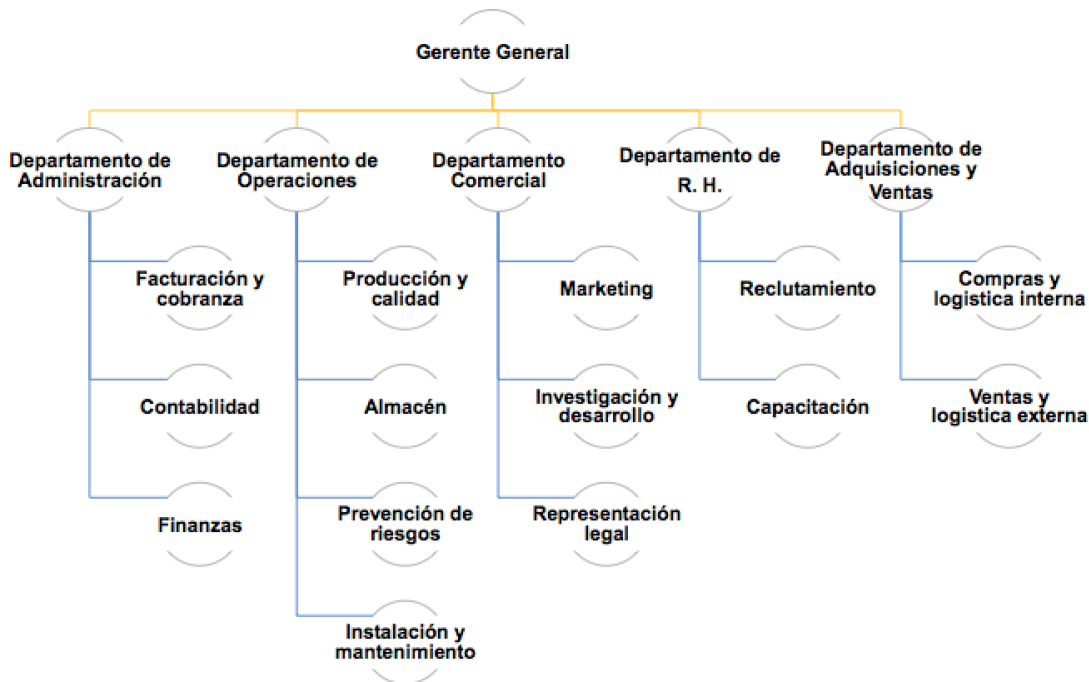 Gerente General
Departamento de
Administración
Departamento de
Operaciones
Departamento
Comercial
Departamento de
R. H.
Departamento de
Adquisiciones y
Ventas
Facturación y
cobranza
Producción y
calidad
Marketing
Reclutamiento
Compras y
logistica interna
Contabilidad
Almacén
Investigación y
desarrollo
Capacitación
Ventas y
logistica externa
Finanzas
Prevención de
riesgos
Representación
legal
Instalación y
mantenimiento